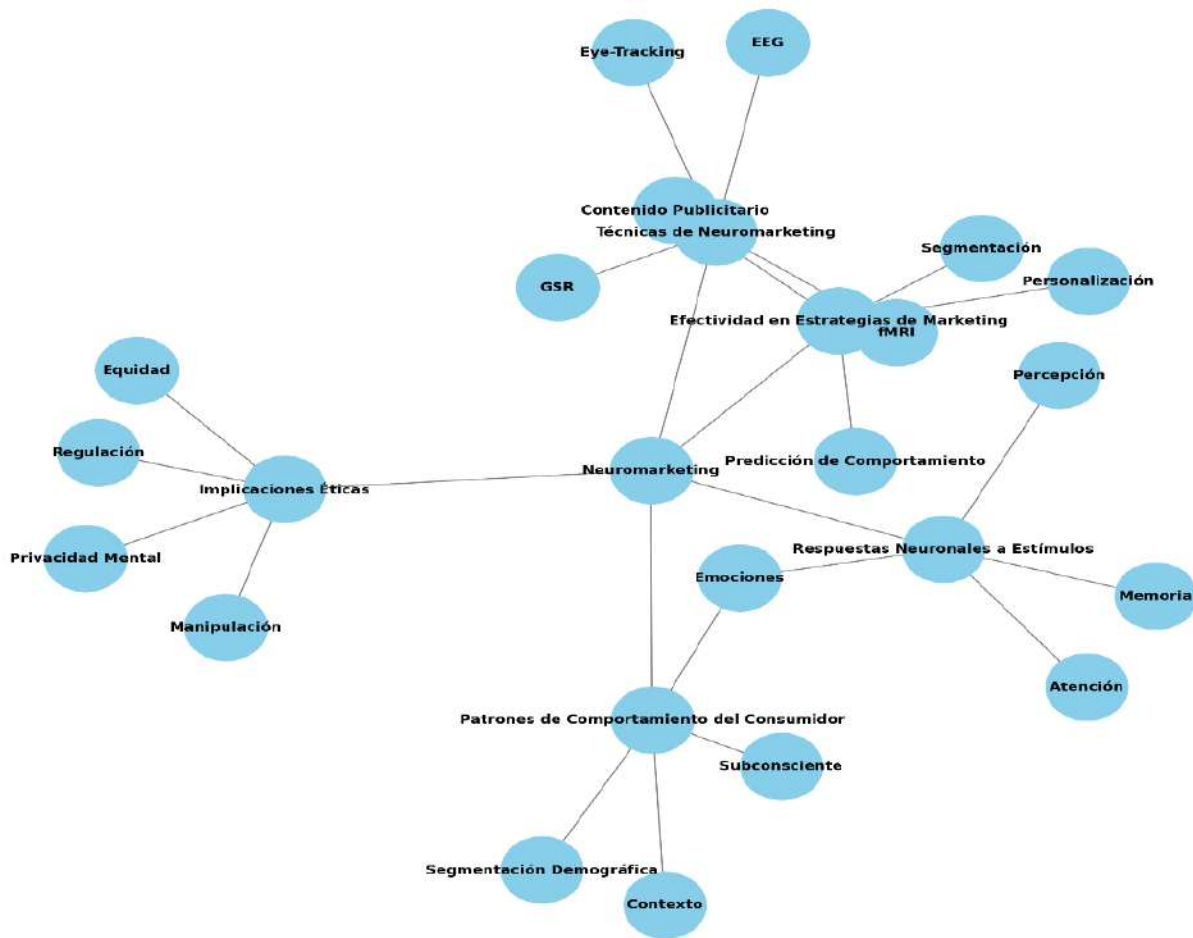 EEG
Eye-Tracking
Contenido Publicitario
Técnicas de Neuromarketing
Segmentación
Personalización
GSR
Efectividad en Estrategias de Marketing
fMRI
Equidad
Percepción
Regulación
Predicción de Comportamiento
Neuromarketing
Implicaciones Éticas
Respuestas Neuronales a Estímulos
Privacidad Mental
Emociones
Memoria
Manipulación
Atención
Patrones de Comportamiento del Consumidor
Subconsciente
Segmentación Demográfica
Contexto